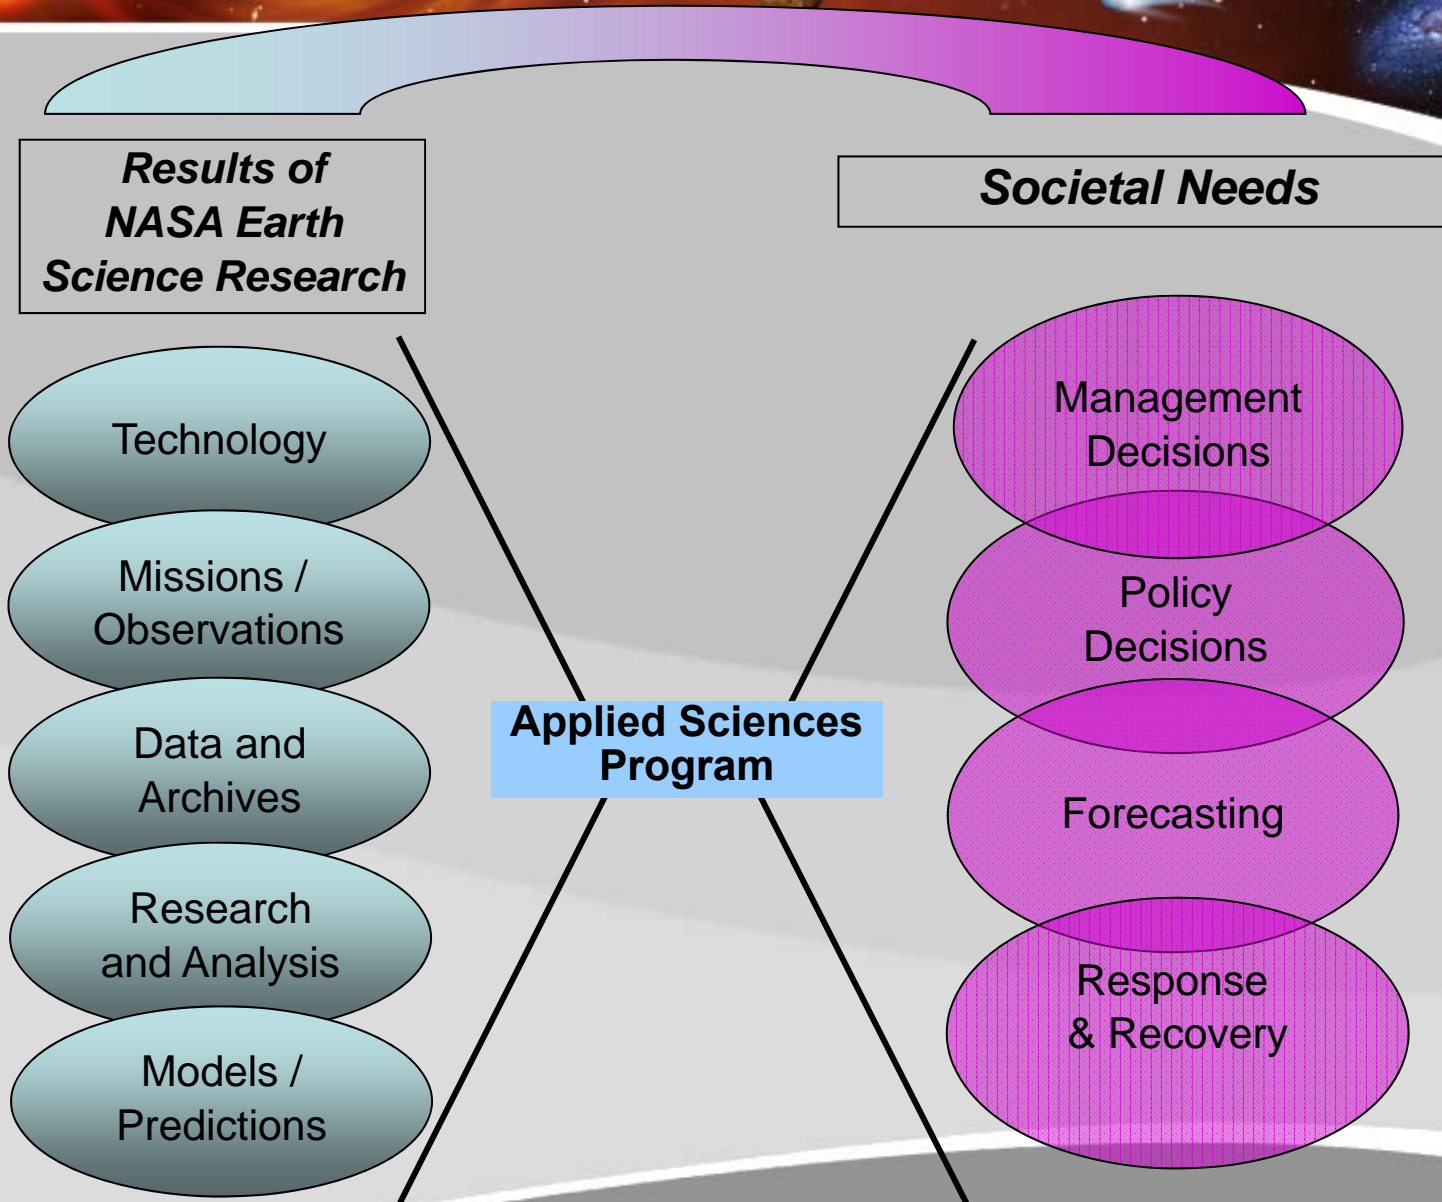 Results of
NASA Earth
Science Research
Societal Needs
Technology
Missions /
Observations
Data and
Archives
Research
and Analysis
Models /
Predictions
Applied Sciences
Program
Management
Decisions
Policy
Decisions
Forecasting
Response
& Recovery